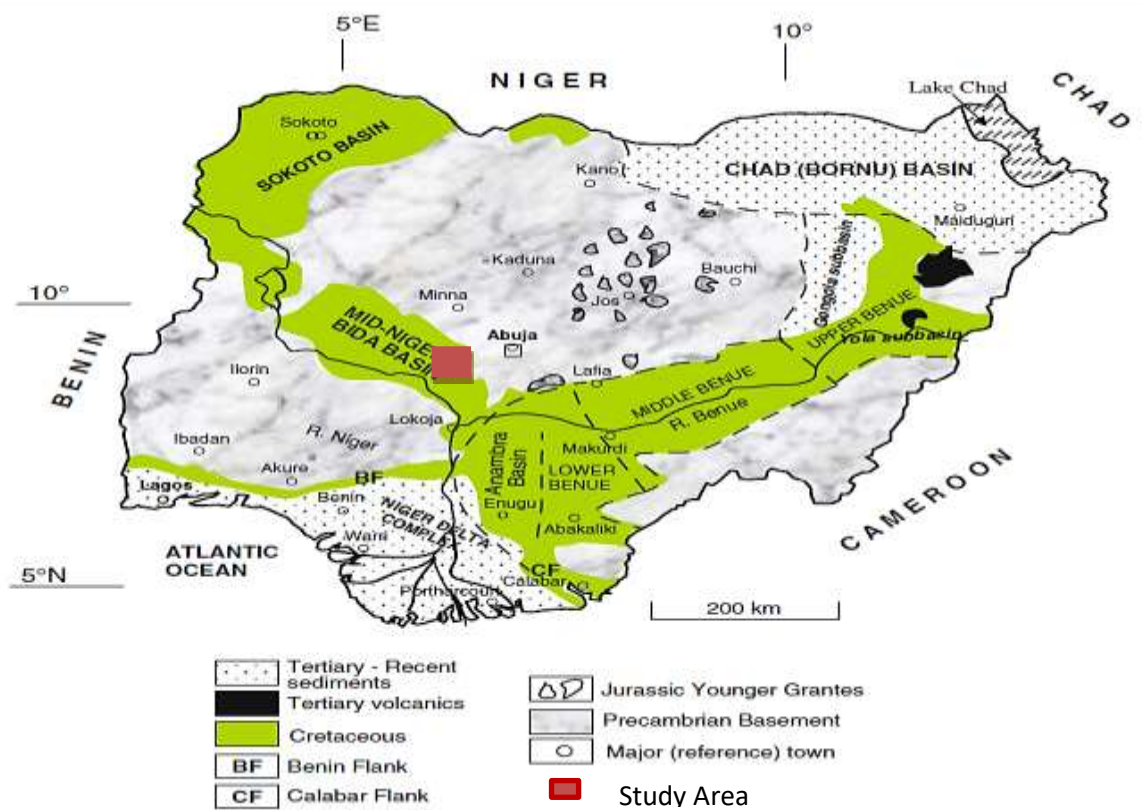 5°E
10°
NIGER
CHAD
Lake Chad
Sokoto
SOKOTO BASIN
Kano
CHAD (BORNU) BASIN
Maiduguri
Kaduna
Bauchi
Gongola subbasin
10°
Minna
Jos
UPPER BENUE
MID-NIGER
BIDA BASIN
Abuja
Yola subbasin
BENIN
Ilorin
Lafia
MIDDLE BENUE
R. Benue
Lokoja
R. Niger
Ibadan
Makurdi
Anambra
Basin
LOWER
BENUE
Akure
BF
Lagos
Benin
Enugu
NIGER DELTA
COMPL
Abakaliki
CAMEROON
Warri
ATLANTIC
OCEAN
CF
5°N
Calabar
Portharcourt
200 km
Tertiary - Recent
sediments
Tertiary volcanics
Cretaceous
BF Benin Flank
CF Calabar Flank
Jurassic Younger Grantes
Precambrian Basement
Major (reference) town
Study Area